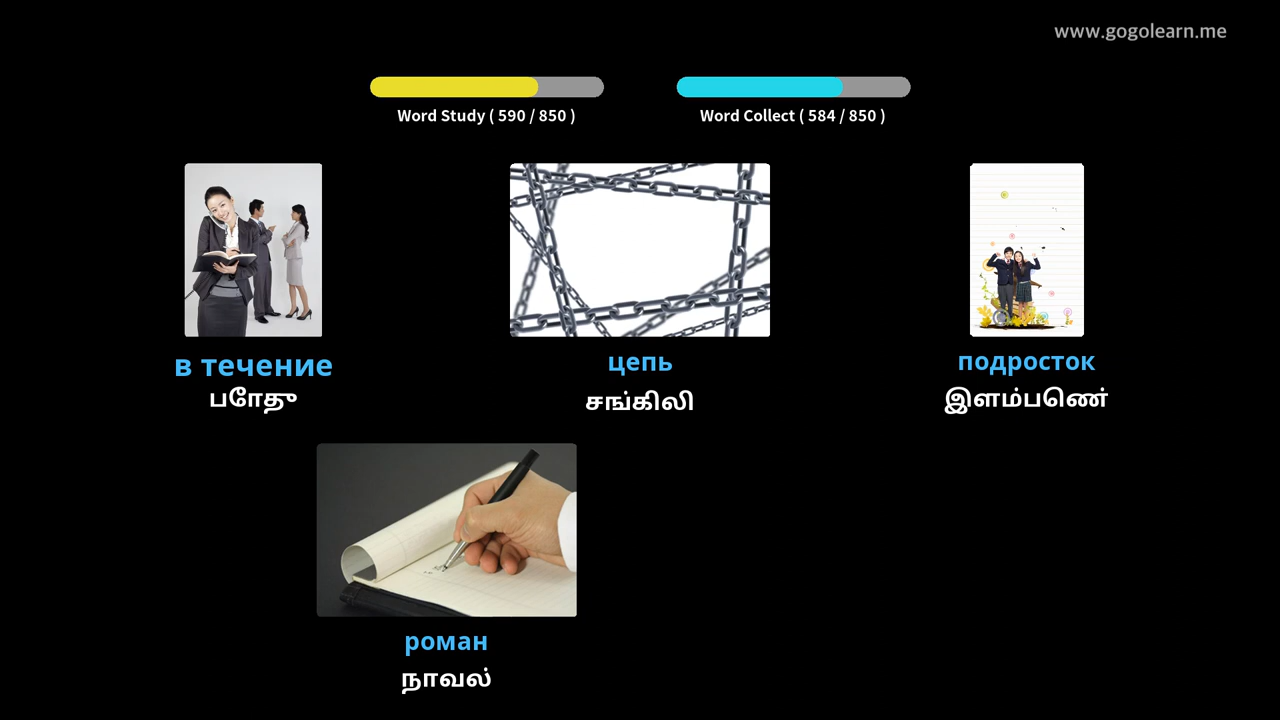 www.gogolearn.me
Word Study ( 590 / 850 )
Word Collect ( 584 / 850 )
в течение
போது
цепь
சங்கிலி
подросток
இளம்பெண்
роман
நாவல்